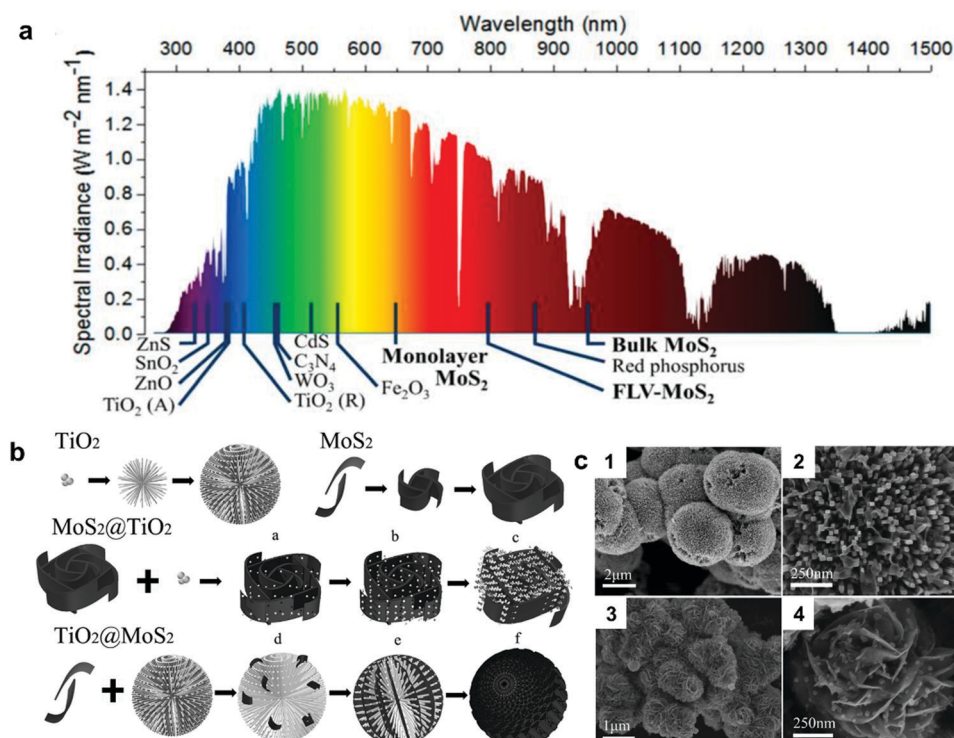 a
Wavelength (nm)
300 400 500 600 700 800 900 1000 1100 1200 1300 1400 1500
Spectral Irradiance (W m⁻² nm⁻¹)
1.4
1.2
1.0
0.8
0.6
0.4
0.2
0.0
ZnS
SnO₂
ZnO
TiO₂ (A)
CdS
C₃N₄
WO₃
TiO₂ (R)
Fe₂O₃
Monolayer
MoS₂
Bulk MoS₂
Red phosphorus
FLV-MoS₂
b
TiO₂
MoS₂
MoS₂@TiO₂
a
b
c
+
TiO₂@MoS₂
d
e
f
+
c
1
2μm
2
250nm
3
1μm
4
250nm